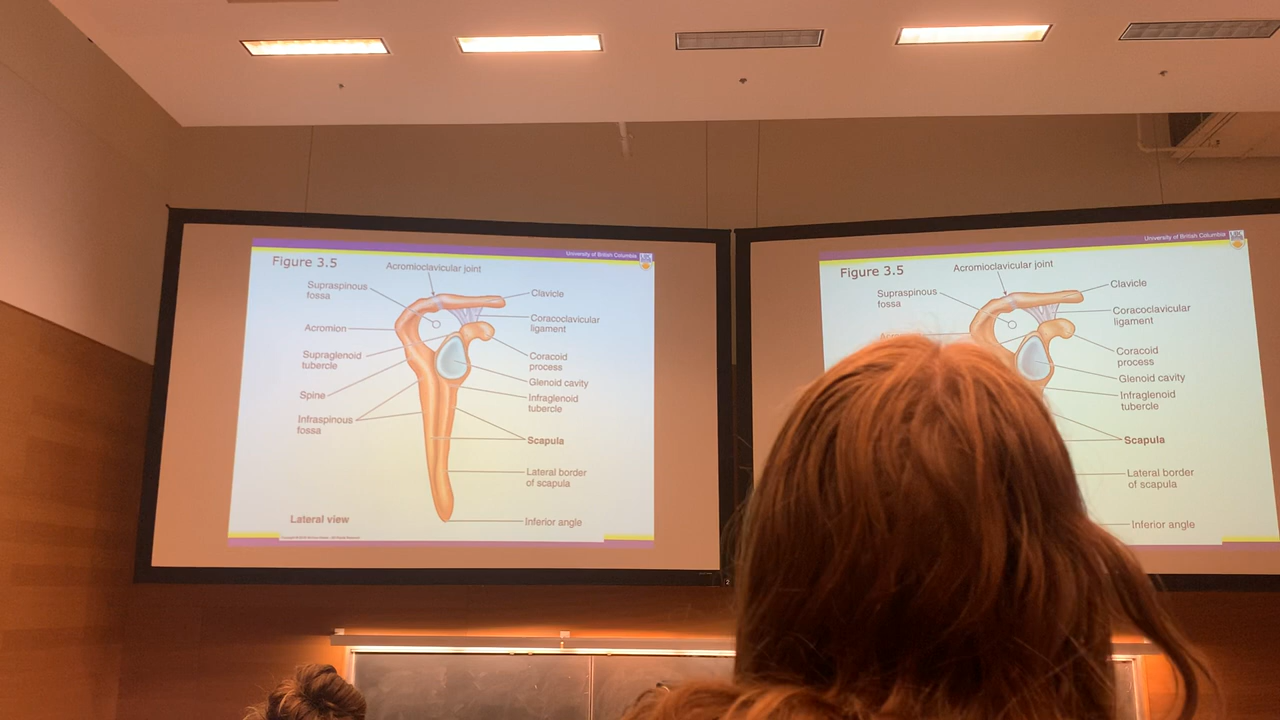 University of British Columbia
Figure 3.5
Acromioclavicular joint
Supraspinous
fossa
Clavicle
Acromion
Coracoclavicular
ligament
Supraglenoid
tubercle
Coracoid
process
Spine
Glenoid cavity
Infraspinous
fossa
Infraglenoid
tubercle
Scapula
Lateral border
of scapula
Lateral view
Inferior angle
University of British Columbia
Figure 3.5
Acromioclavicular joint
Supraspinous
fossa
Clavicle
Coracoclavicular
ligament
Coracoid
process
Glenoid cavity
Infraglenoid
tubercle
Scapula
Lateral border
of scapula
Inferior angle